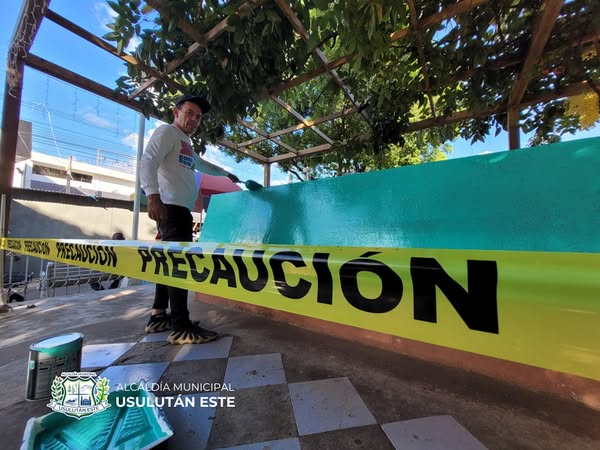 PRECAUCIÓN PRECAUCIÓN PRECAUCIÓN
ALCALDÍA MUNICIPAL
USULUTÁN ESTE